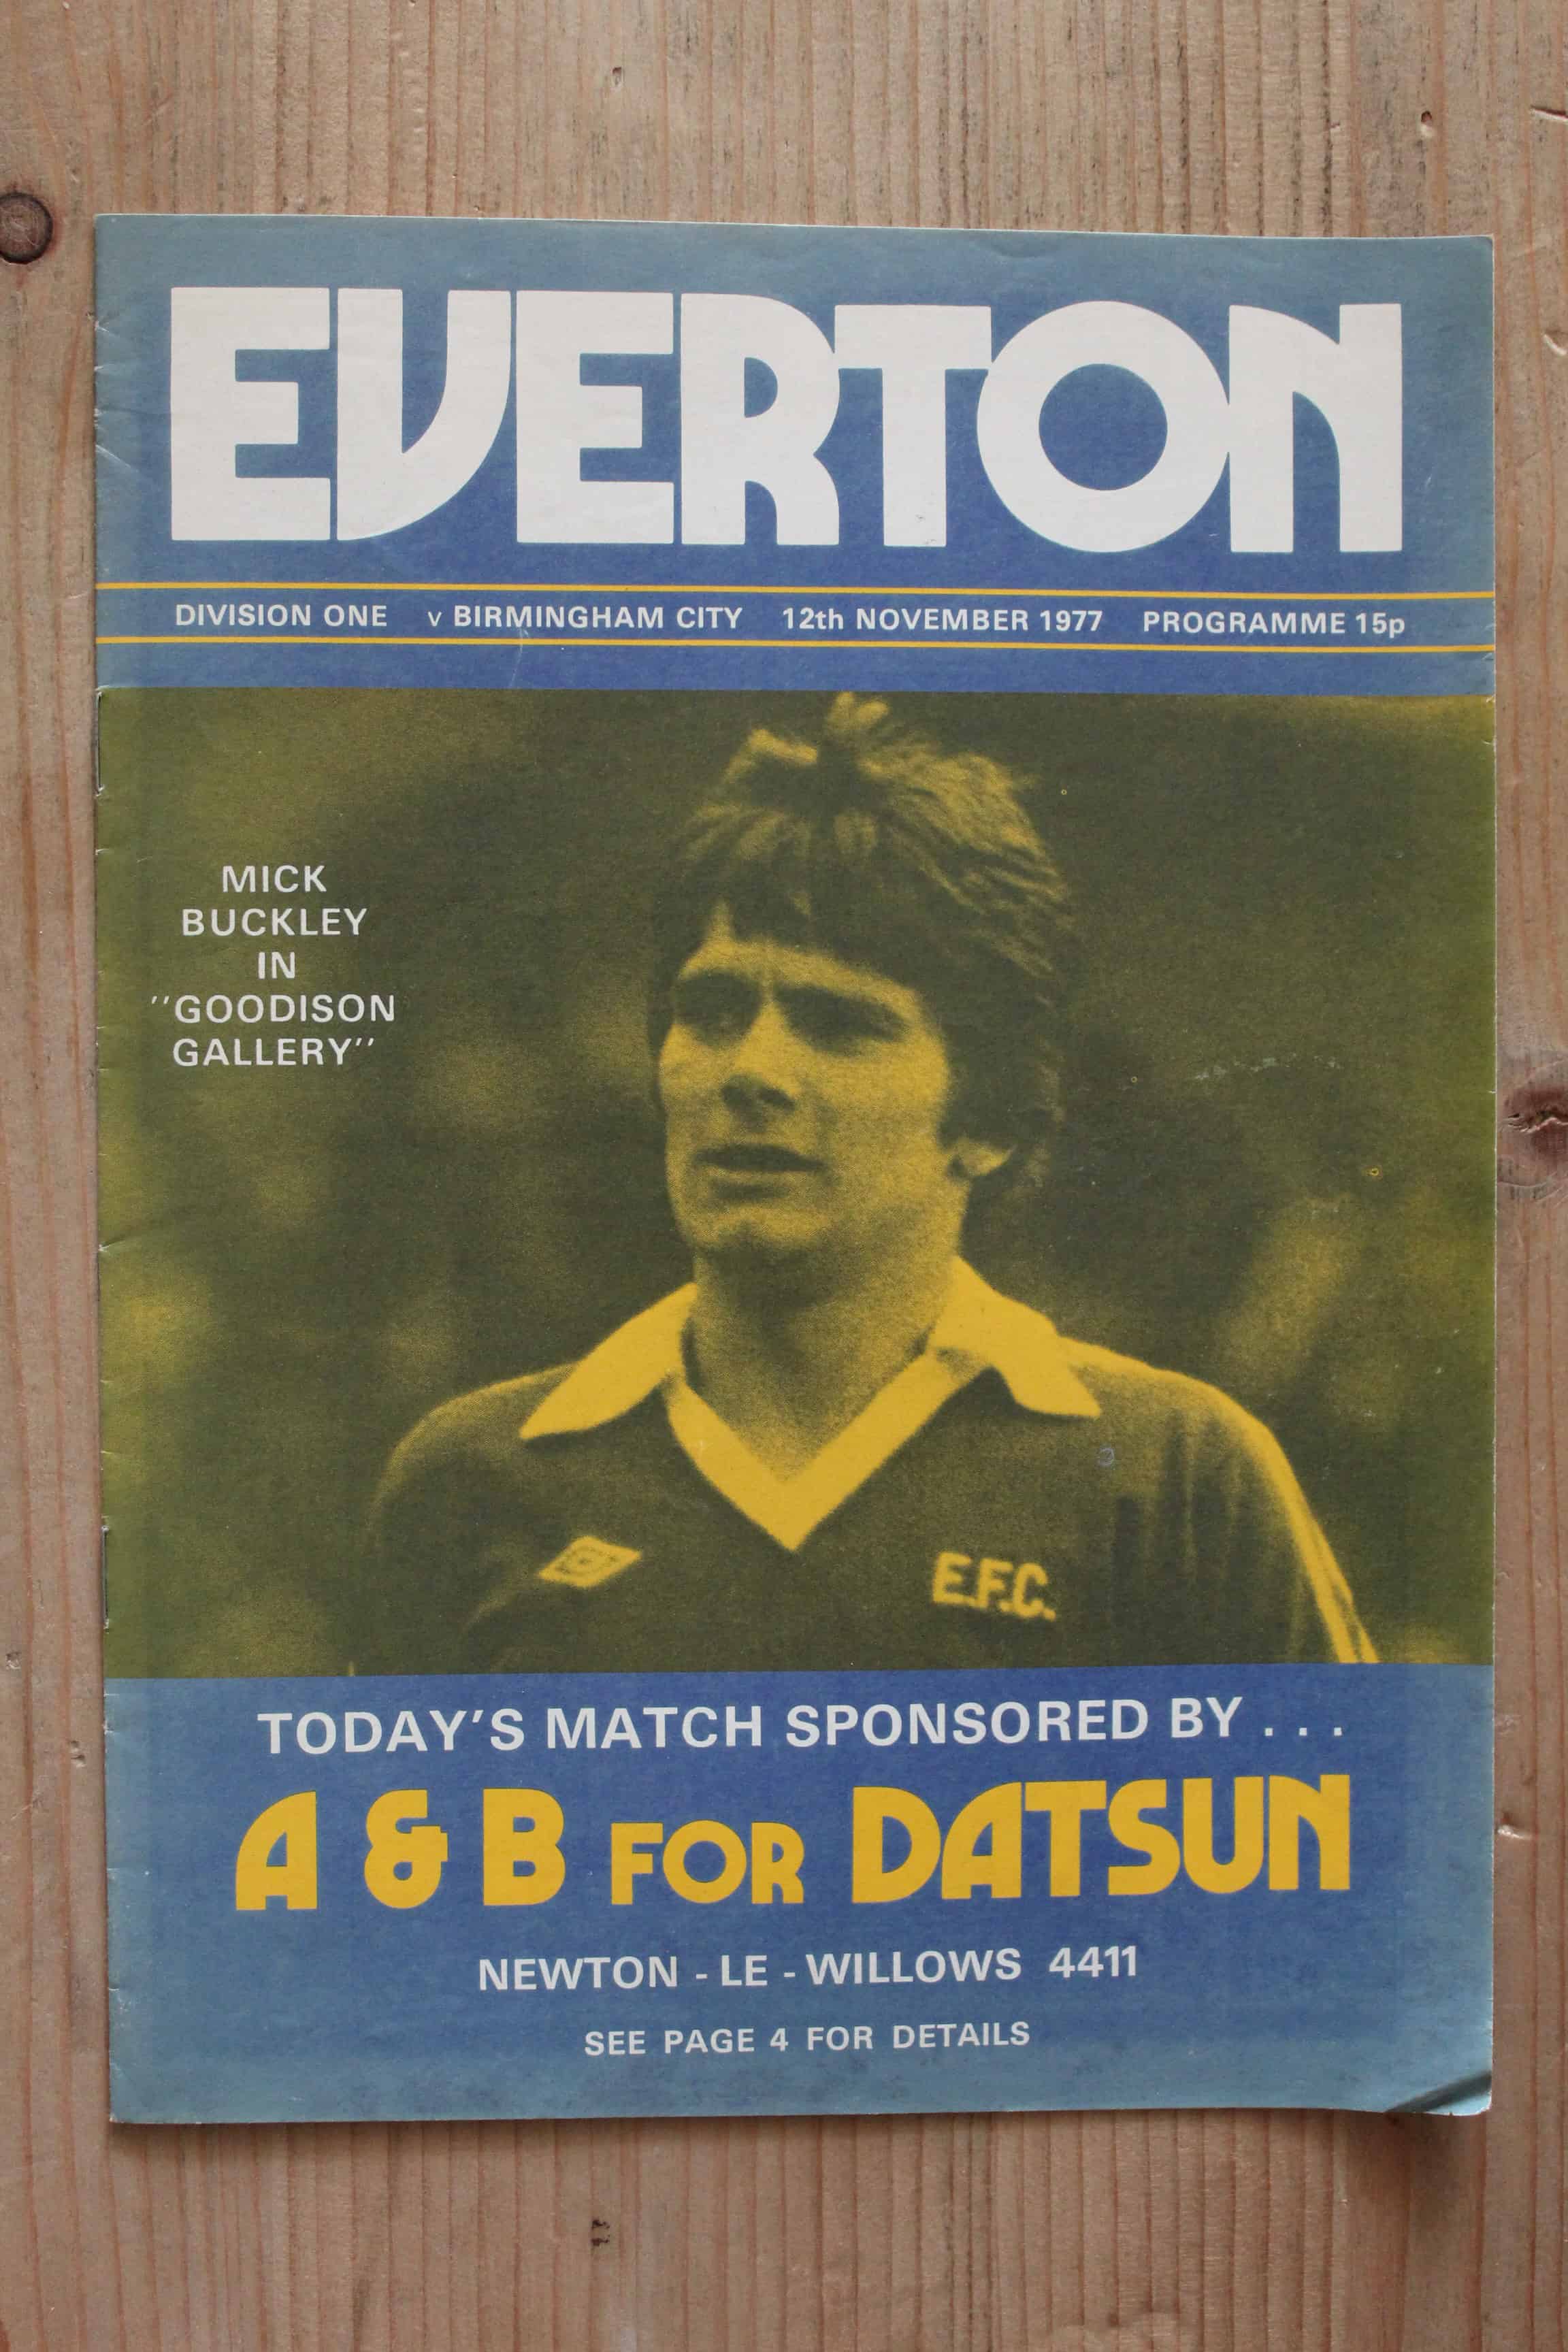 EVERTON
DIVISION ONE v BIRMINGHAM CITY 12th NOVEMBER 1977 PROGRAMME 15p
MICK
BUCKLEY
IN
"GOODISON
GALLERY"
E.F.C.
TODAY'S MATCH SPONSORED BY . . .
A & B FOR DATSUN
NEWTON - LE - WILLOWS 4411
SEE PAGE 4 FOR DETAILS